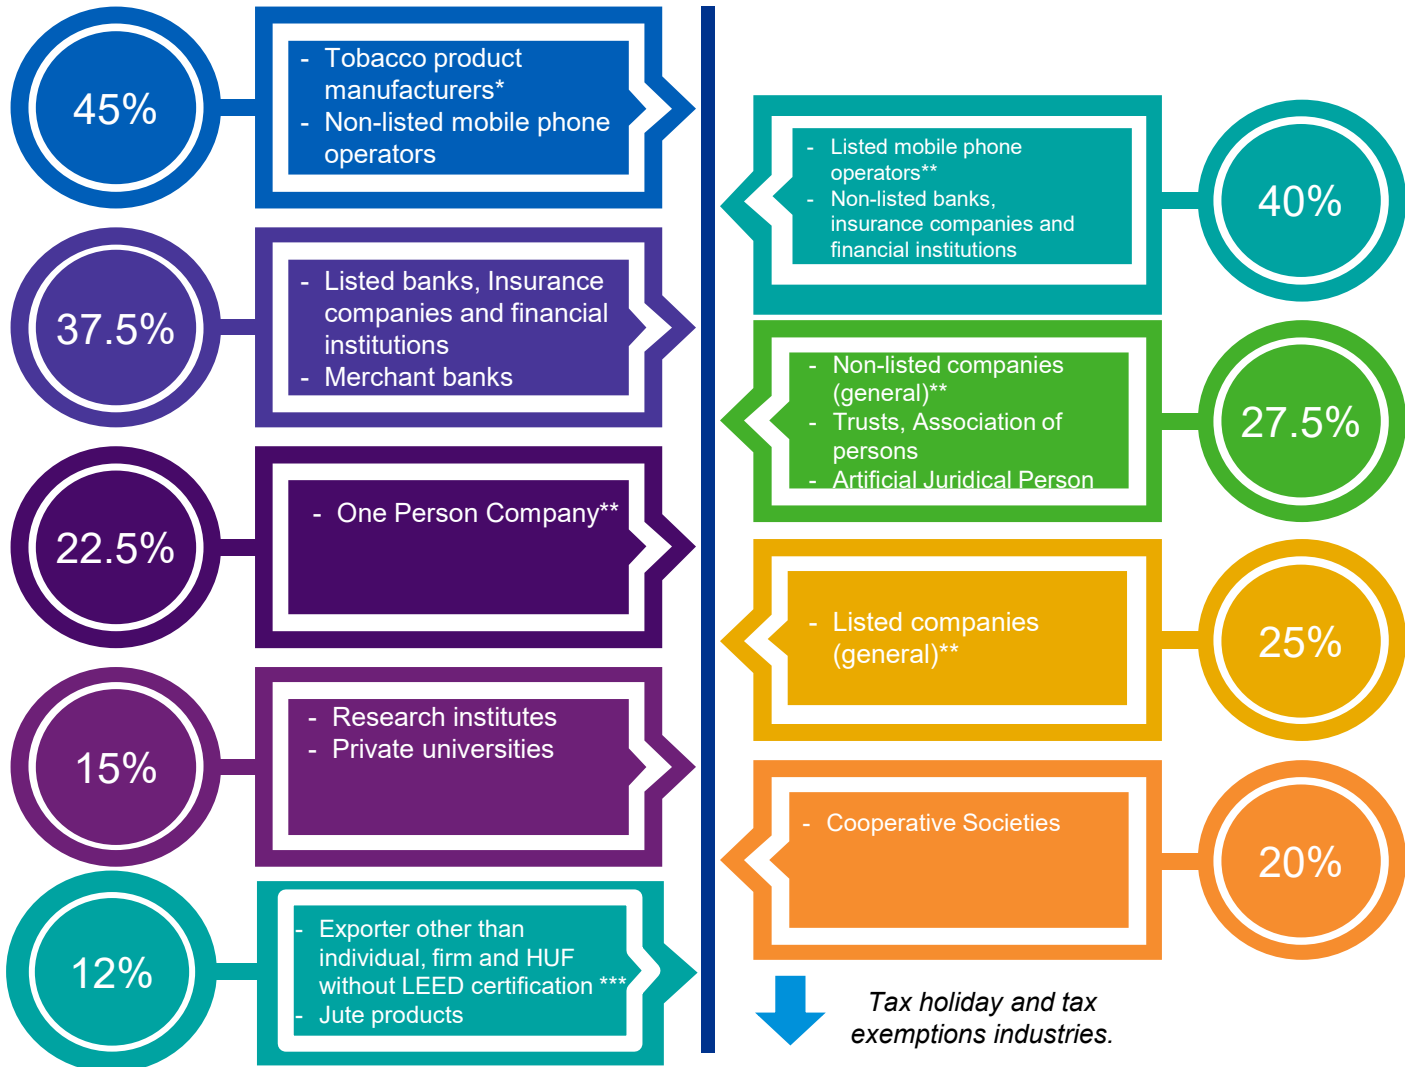 45%
- Tobacco product
manufacturers*
- Non-listed mobile phone
operators
- Listed mobile phone
operators**
- Non-listed banks,
insurance companies and
financial institutions
40%
37.5%
- Listed banks, Insurance
companies and financial
institutions
- Merchant banks
- Non-listed companies
(general)**
- Trusts, Association of
persons
- Artificial Juridical Person
27.5%
22.5%
- One Person Company**
- Listed companies
(general)**
25%
15%
- Research institutes
- Private universities
- Cooperative Societies
20%
12%
- Exporter other than
individual, firm and HUF
without LEED certification ***
- Jute products
Tax holiday and tax
exemptions industries.